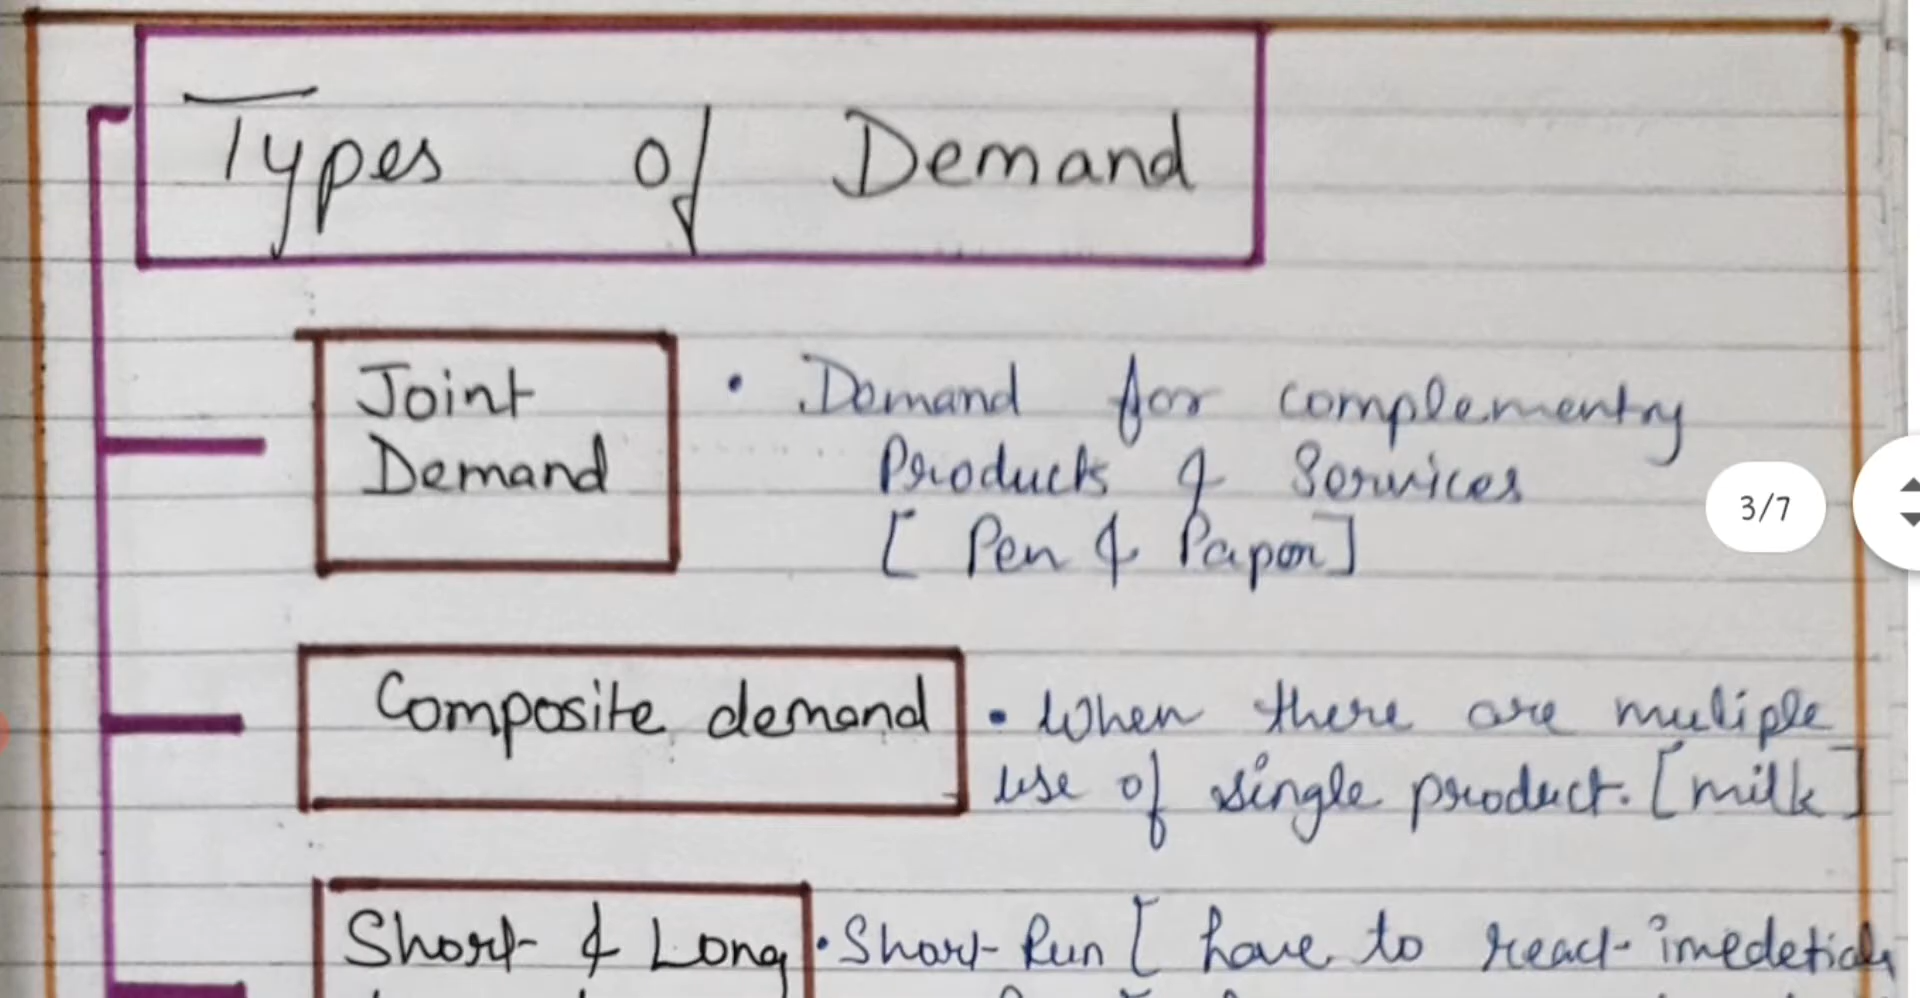 Types of Demand
Joint
Demand
• Demand for complementry
Products & Services
[ Pen & Paper]
3/7
Composite demand
• When there are muliple
use of single product. [milk]
Short & Long
• Short Run [ have to react imedetialy